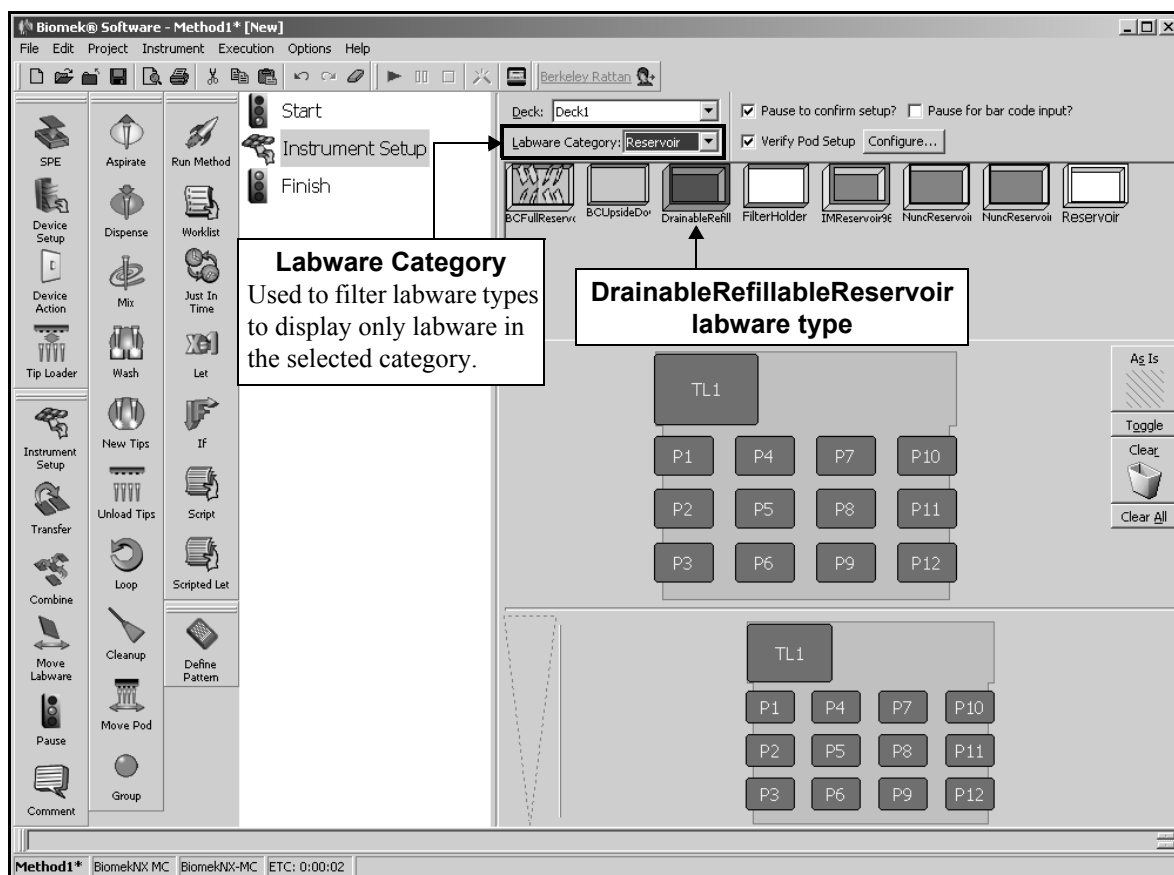 Biomek® Software - Method1* [New]
File Edit Project Instrument Execution Options Help
Berkeley Rattan
SPE
Device Setup
Device Action
Tip Loader
Instrument Setup
Transfer
Combine
Move Labware
Pause
Comment
Aspirate
Dispense
Mix
Wash
New Tips
Unload Tips
Loop
Cleanup
Move Pod
Group
Run Method
Worklist
Just In Time
Let
If
Script
Scripted Let
Define Pattern
Start
Instrument Setup
Finish
Deck: Deck1
Labware Category: Reservoir
Pause to confirm setup? Pause for bar code input?
Verify Pod Setup Configure...
BCFullReserv BCUpsideDo DrainableRefill FilterHolder IMReservoir96 NuncReservoi NuncReservoi Reservoir
Labware Category
Used to filter labware types
to display only labware in
the selected category.
DrainableRefillableReservoir
labware type
TL1
P1 P4 P7 P10
P2 P5 P8 P11
P3 P6 P9 P12
As Is
Toggle
Clear
Clear All
TL1
P1 P4 P7 P10
P2 P5 P8 P11
P3 P6 P9 P12
Method1* BiomekNX MC BiomekNX-MC ETC: 0:00:02